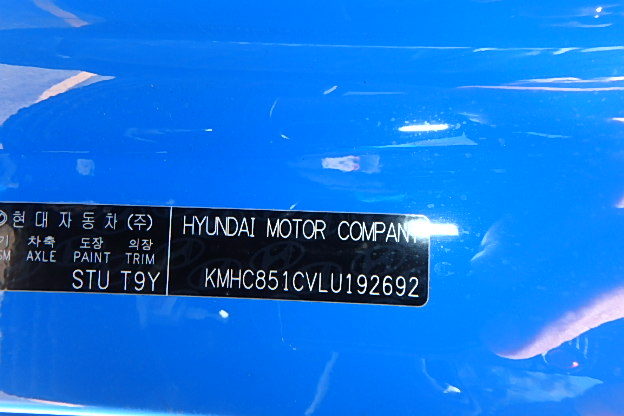 현대자동차(주)
차축 도장 의장
AXLE PAINT TRIM
STU T9Y
HYUNDAI MOTOR COMPANY
KMHC851CVLU192692